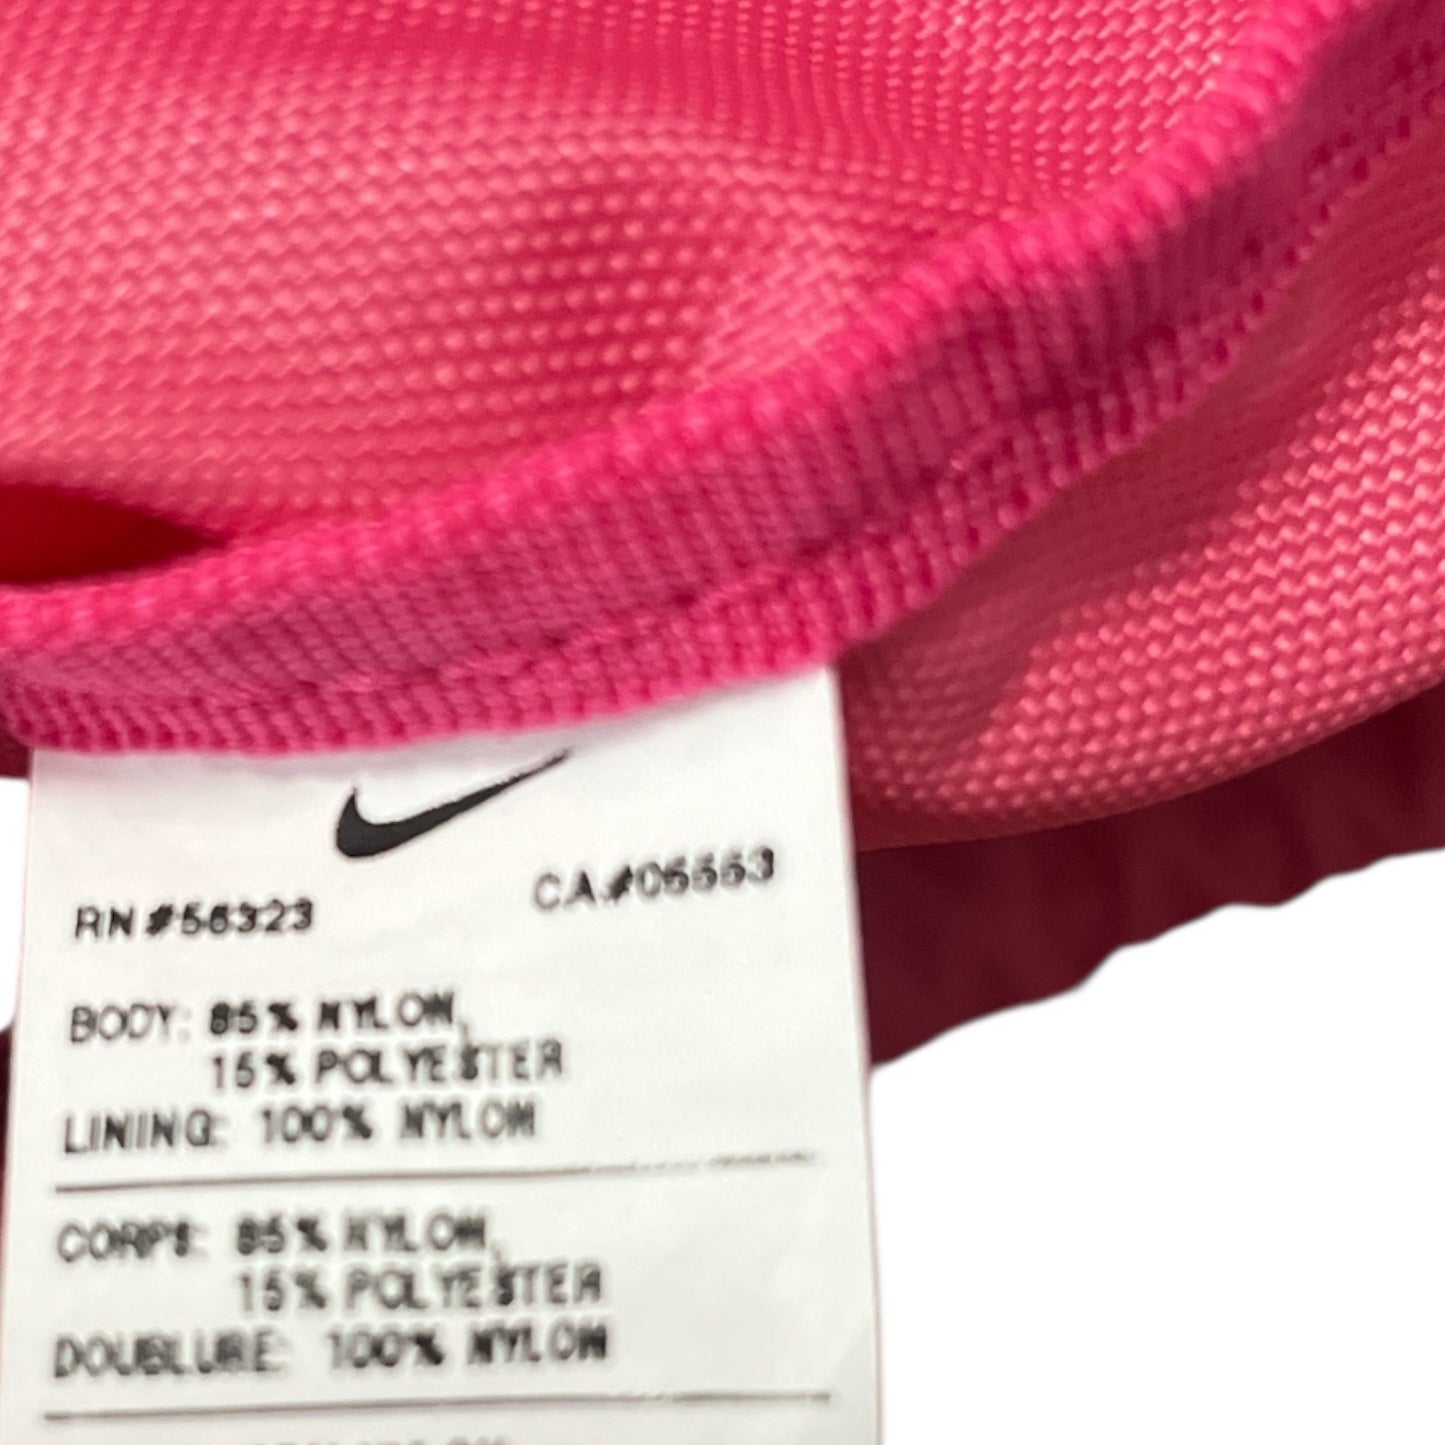 RN#56323 CA#05553
BODY: 85% NYLON,
15% POLYESTER
LINING: 100% NYLON
CORPS: 85% NYLON,
15% POLYESTER
DOUBLURE: 100% NYLON